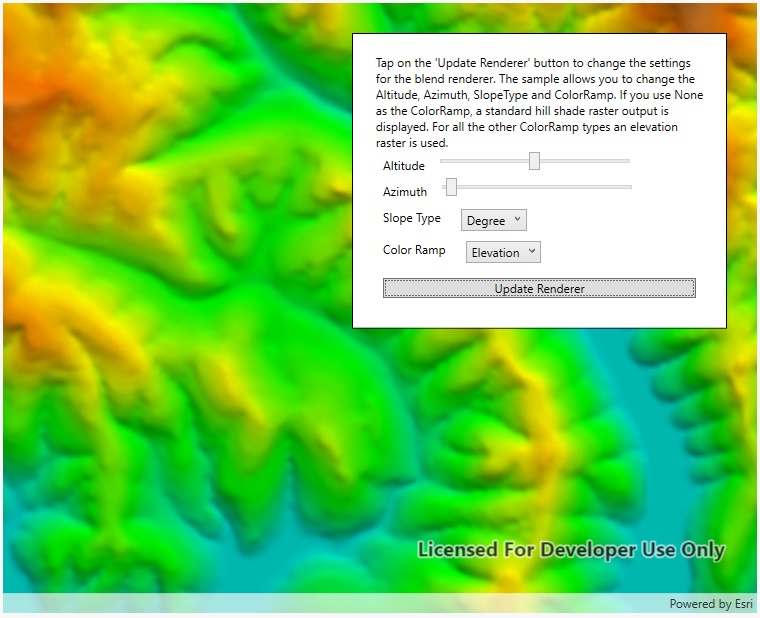 Tap on the 'Update Renderer' button to change the settings
for the blend renderer. The sample allows you to change the
Altitude, Azimuth, SlopeType and ColorRamp. If you use None
as the ColorRamp, a standard hill shade raster output is
displayed. For all the other ColorRamp types an elevation
raster is used.
Altitude
Azimuth
Slope Type Degree
Color Ramp Elevation
Update Renderer
Licensed For Developer Use Only
Powered by Esri